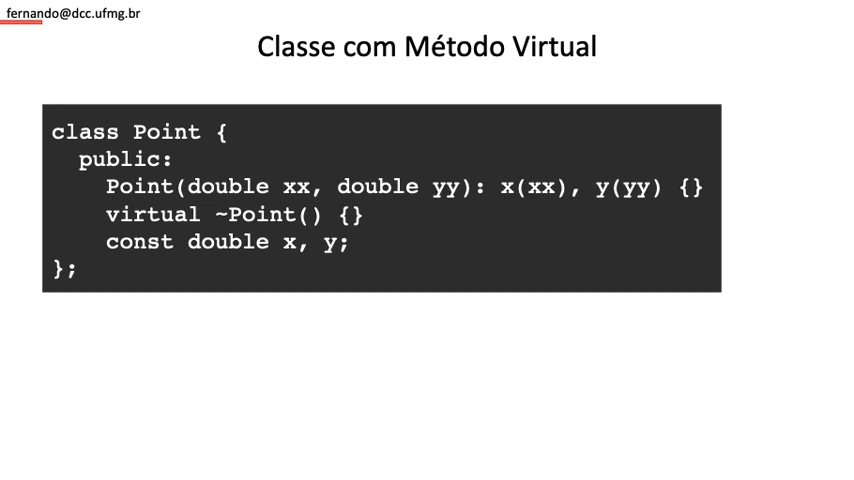 fernando@dcc.ufmg.br
Classe com Método Virtual
class Point {
  public:
    Point(double xx, double yy): x(xx), y(yy) {}
    virtual ~Point() {}
    const double x, y;
};